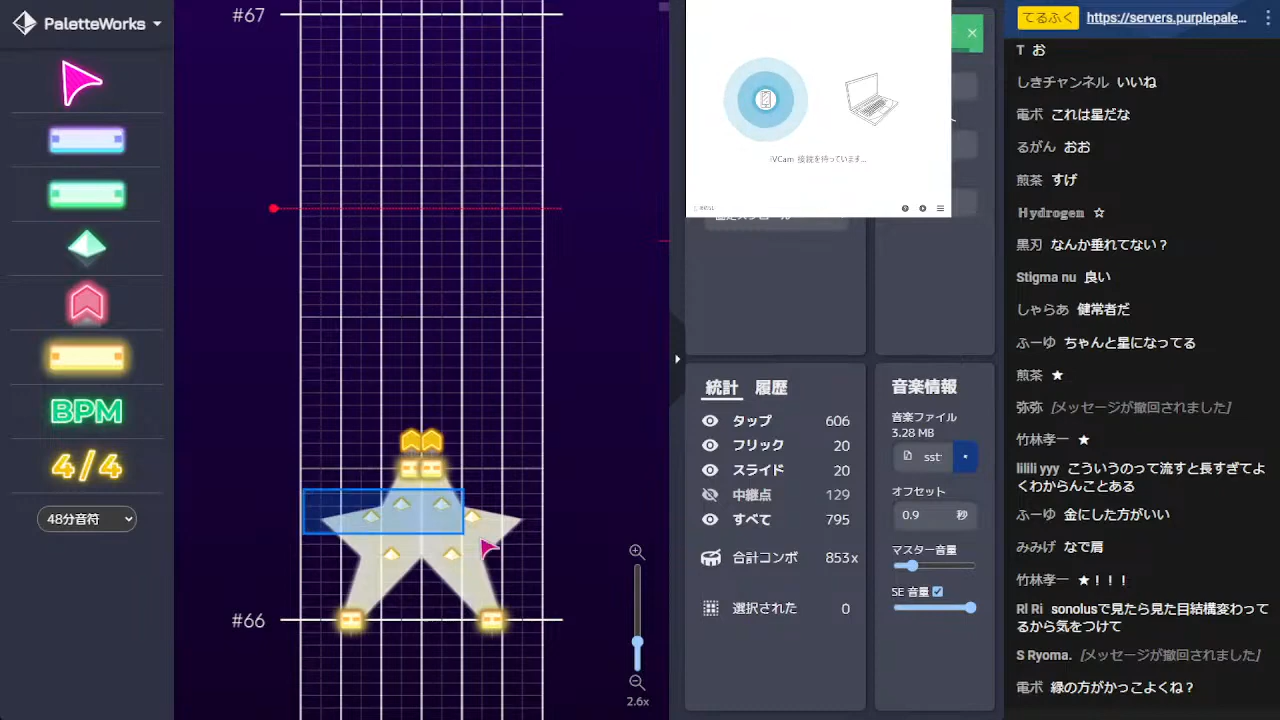 PaletteWorks
BPM
4/4
48分音符
#67
#66
2.6x
iVCam 接続を待っています...
統計
履歴
タップ 606
フリック 20
スライド 20
中継点 129
すべて 795
合計コンボ 853x
選択された 0
音楽情報
音楽ファイル
3.28 MB
sst
オフセット
0.9 秒
マスター音量
SE 音量
てるふく https://servers.purplepale...
T お
しきチャンネル いいね
電ボ これは星だな
るがん おお
煎茶 すげ
Hydrogen ☆
黒刃 なんか垂れてない？
Stigma nu 良い
しゃらあ 健常者だ
ふーゆ ちゃんと星になってる
煎茶 ★
弥弥 [メッセージが撤回されました]
竹林孝一 ★
liliili yyy こういうのって流すと長すぎてよ
くわからんことある
ふーゆ 金にした方がいい
みみげ なで肩
竹林孝一 ★！！！
Rl Ri sonolusで見たら見た目結構変わって
るから気をつけて
S Ryoma. [メッセージが撤回されました]
電ボ 緑の方がかっこよくね？